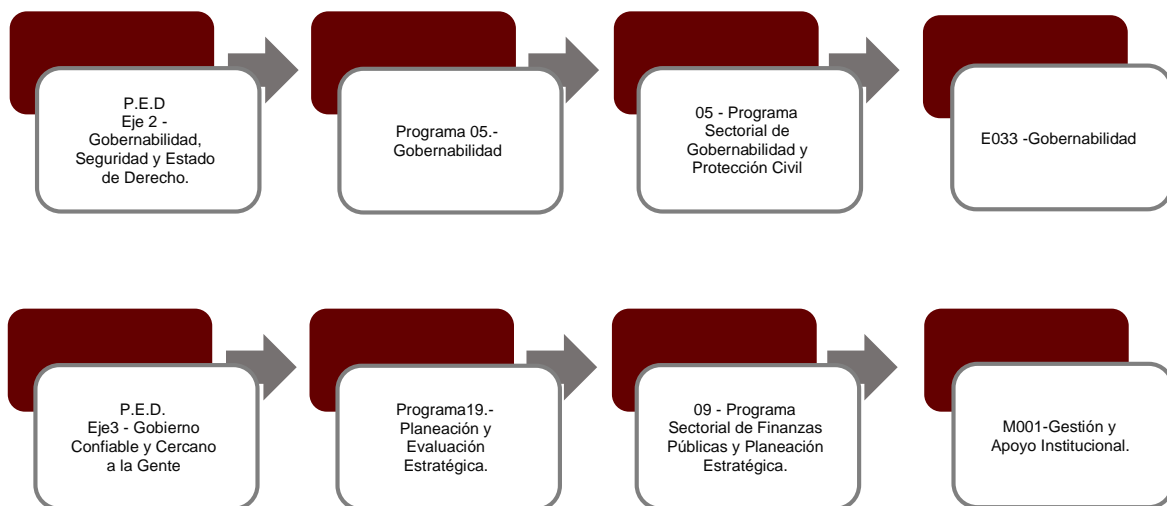 P.E.D
Eje 2 -
Gobernabilidad,
Seguridad y Estado
de Derecho.
Programa 05.-
Gobernabilidad
05 - Programa
Sectorial de
Gobernabilidad y
Protección Civil
E033 -Gobernabilidad
P.E.D.
Eje3 - Gobierno
Confiable y Cercano
a la Gente
Programa19.-
Planeación y
Evaluación
Estratégica.
09 - Programa
Sectorial de Finanzas
Públicas y Planeación
Estratégica.
M001-Gestión y
Apoyo Institucional.